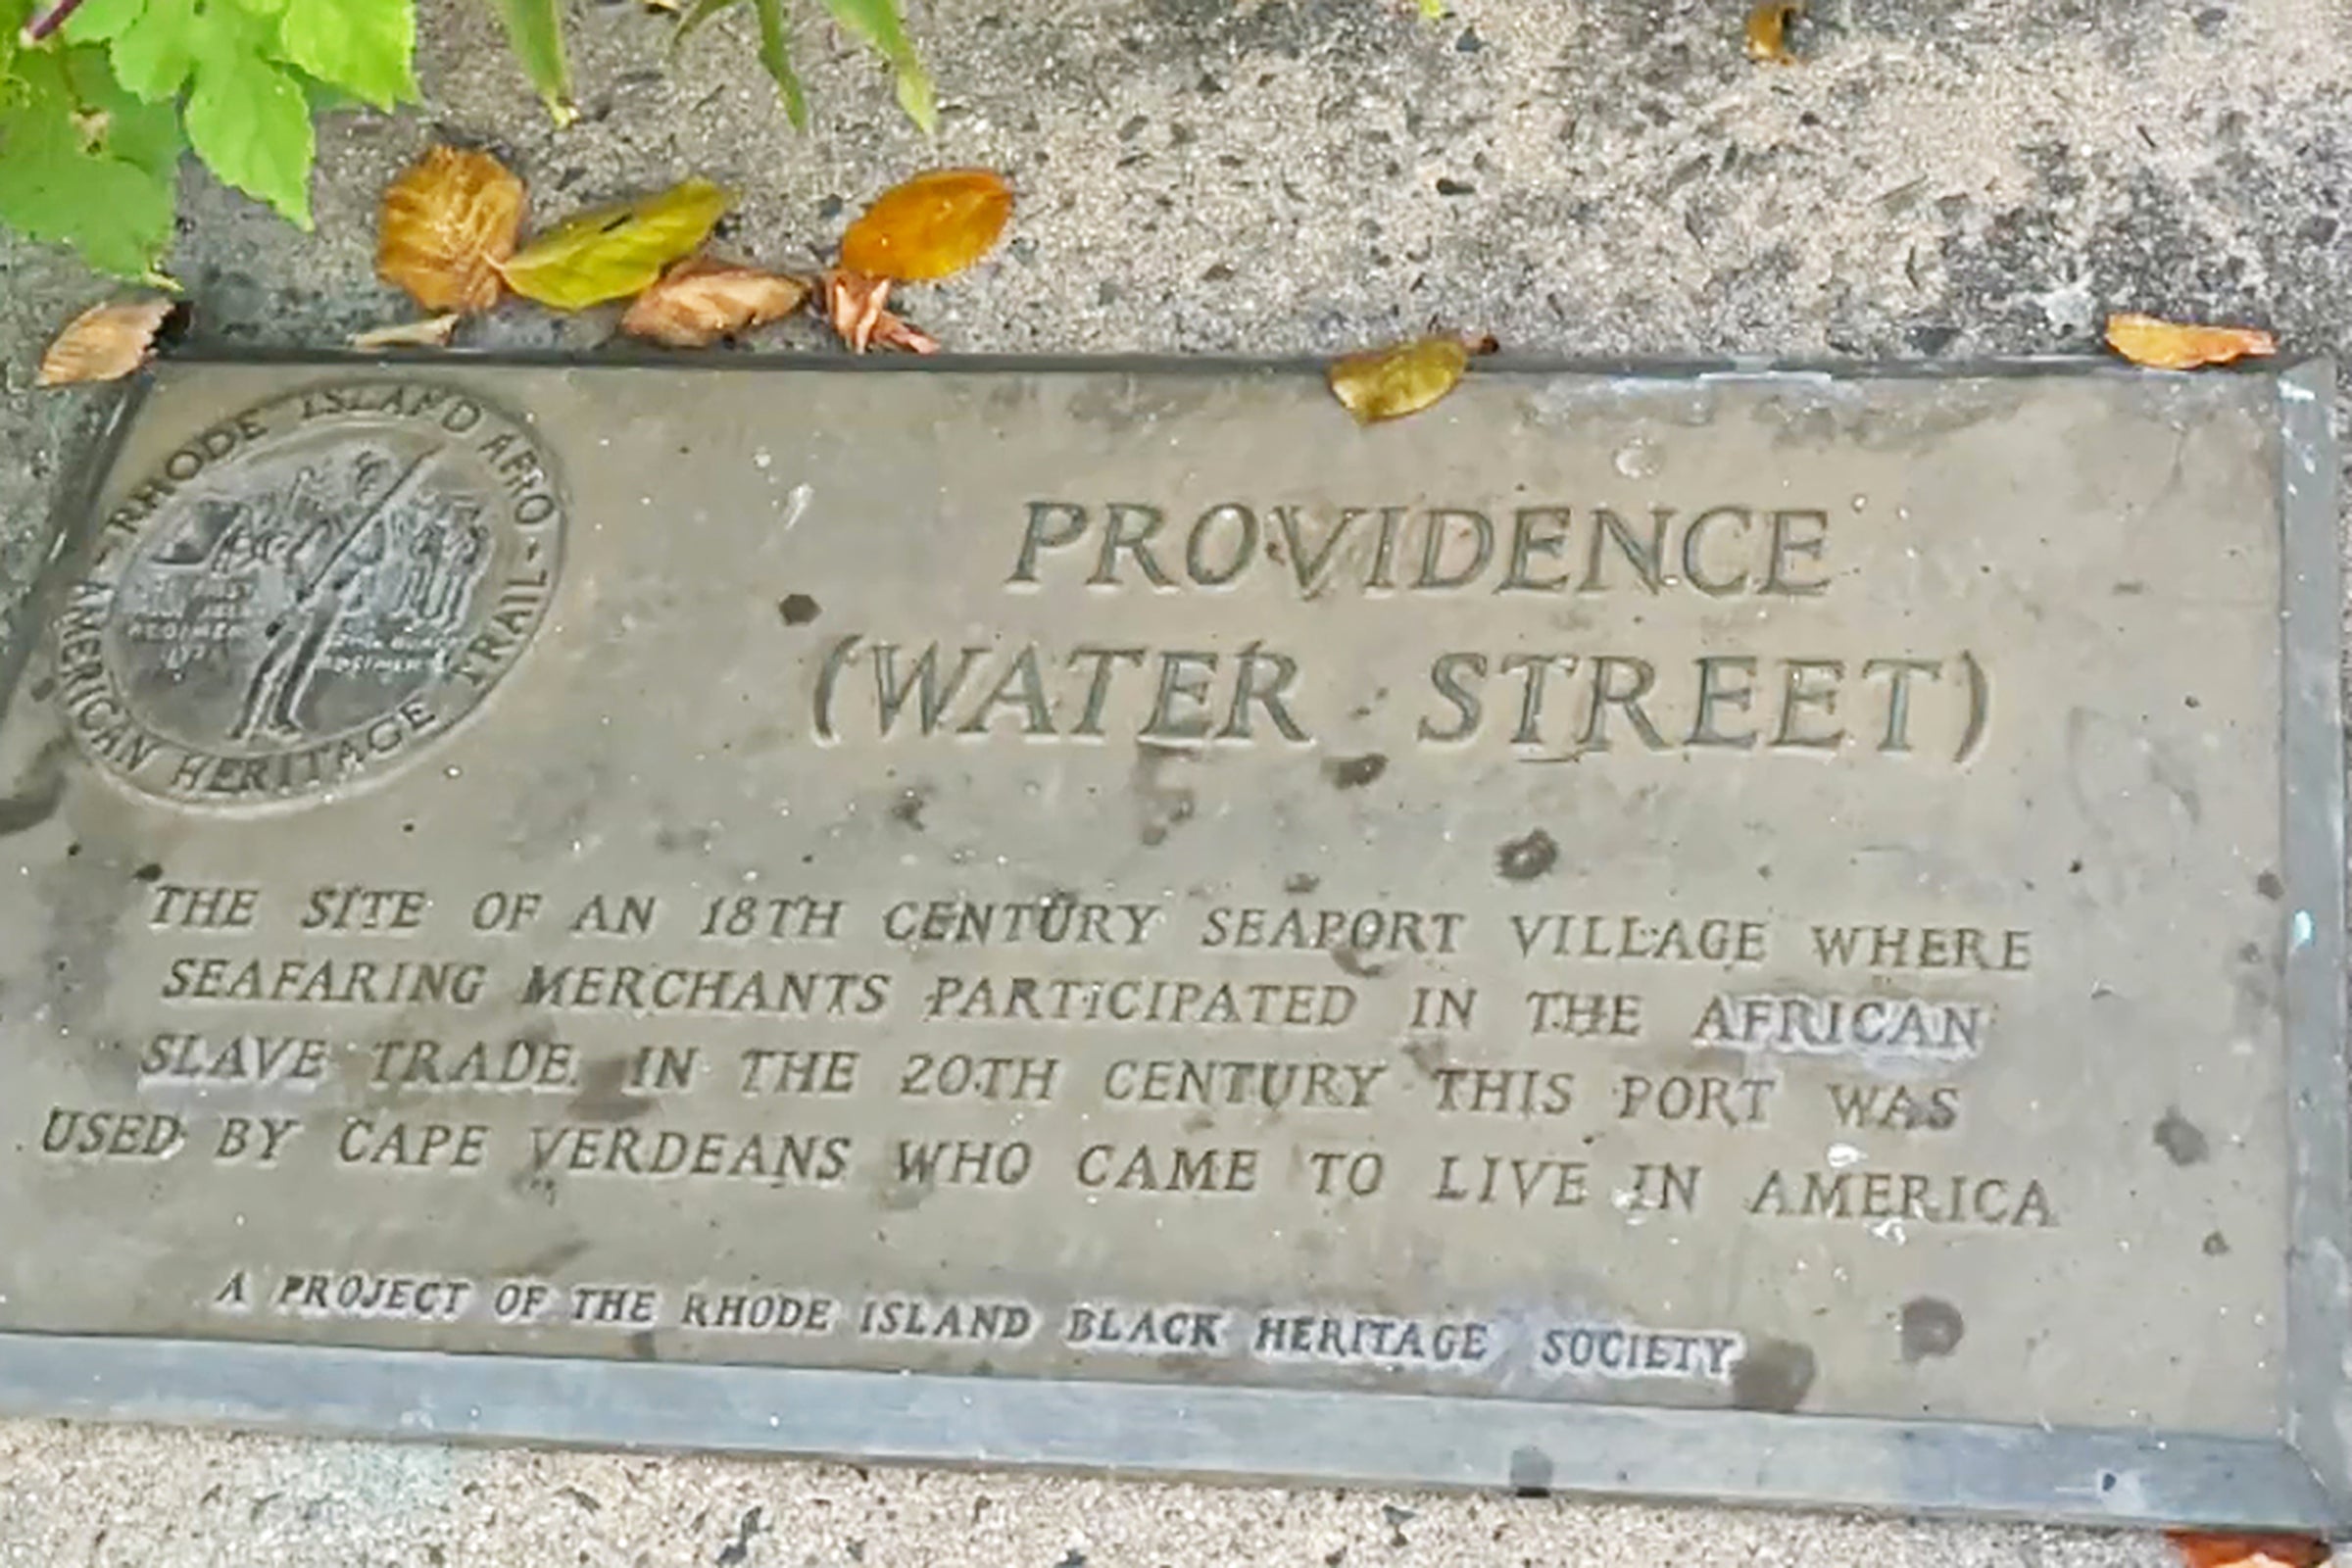 RHODE ISLAND AFRO - AMERICAN HERITAGE TRAIL -
REGIMENT
REGIMENT
PROVIDENCE
(WATER STREET)
THE SITE OF AN 18TH CENTURY SEAPORT VILLAGE WHERE
SEAFARING MERCHANTS PARTICIPATED IN THE AFRICAN
SLAVE TRADE. IN THE 20TH CENTURY THIS PORT WAS
USED BY CAPE VERDEANS WHO CAME TO LIVE IN AMERICA
A PROJECT OF THE RHODE ISLAND BLACK HERITAGE SOCIETY